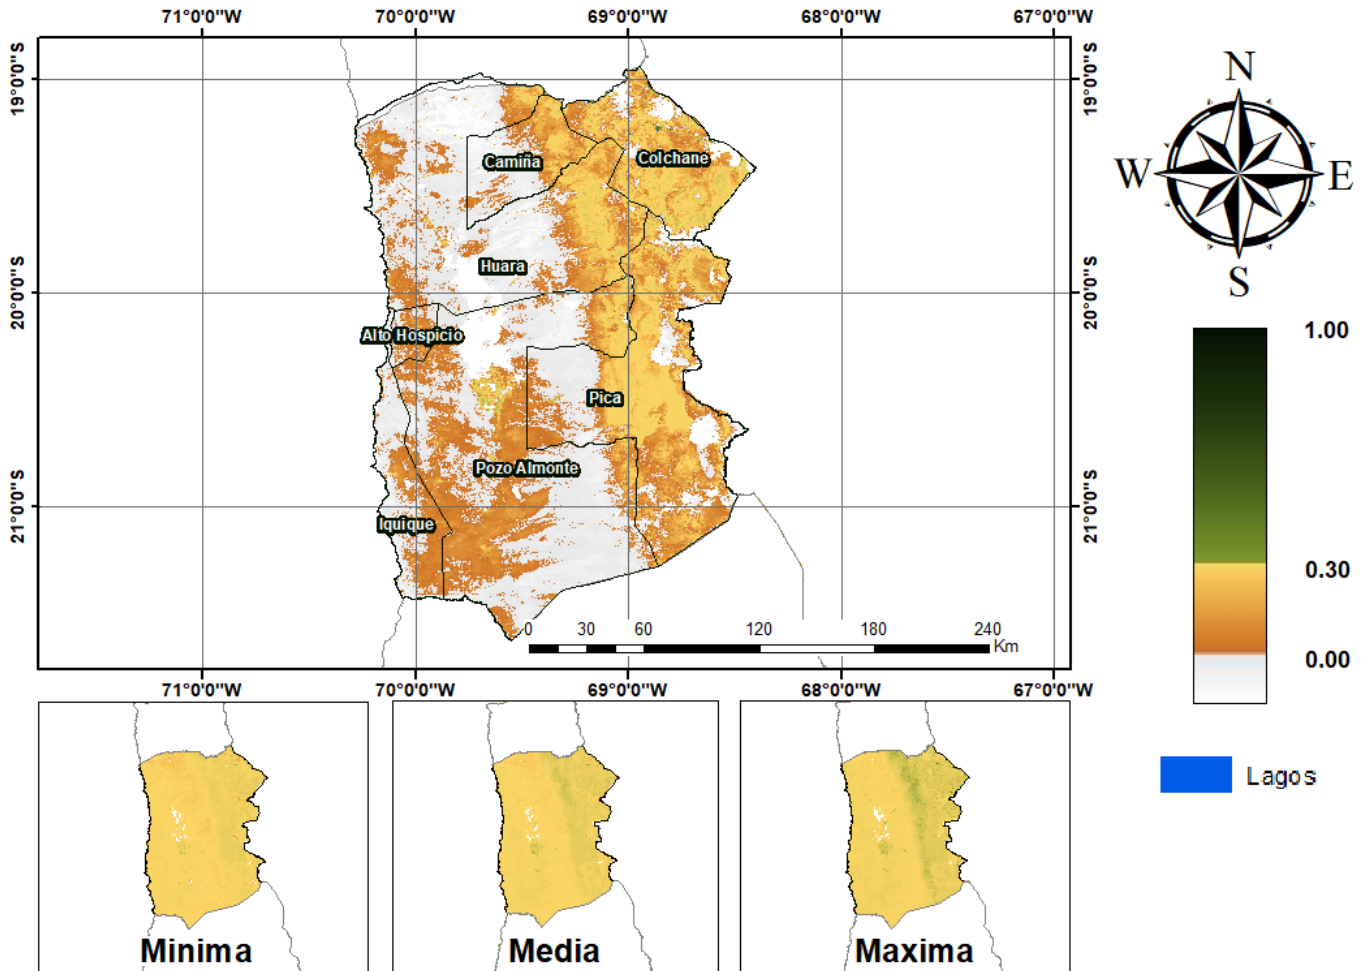 71°0'0"W 70°0'0"W 69°0'0"W 68°0'0"W 67°0'0"W
19°0'0"S
19°0'0"S
20°0'0"S
20°0'0"S
21°0'0"S
21°0'0"S
Camiña
Colchane
Huara
Alto Hospicio
Pica
Pozo Almonte
Iquique
0 30 60 120 180 240
Km
71°0'0"W 70°0'0"W 69°0'0"W 68°0'0"W 67°0'0"W
N
W E
S
1.00
0.30
0.00
Lagos
Minima
Media
Maxima